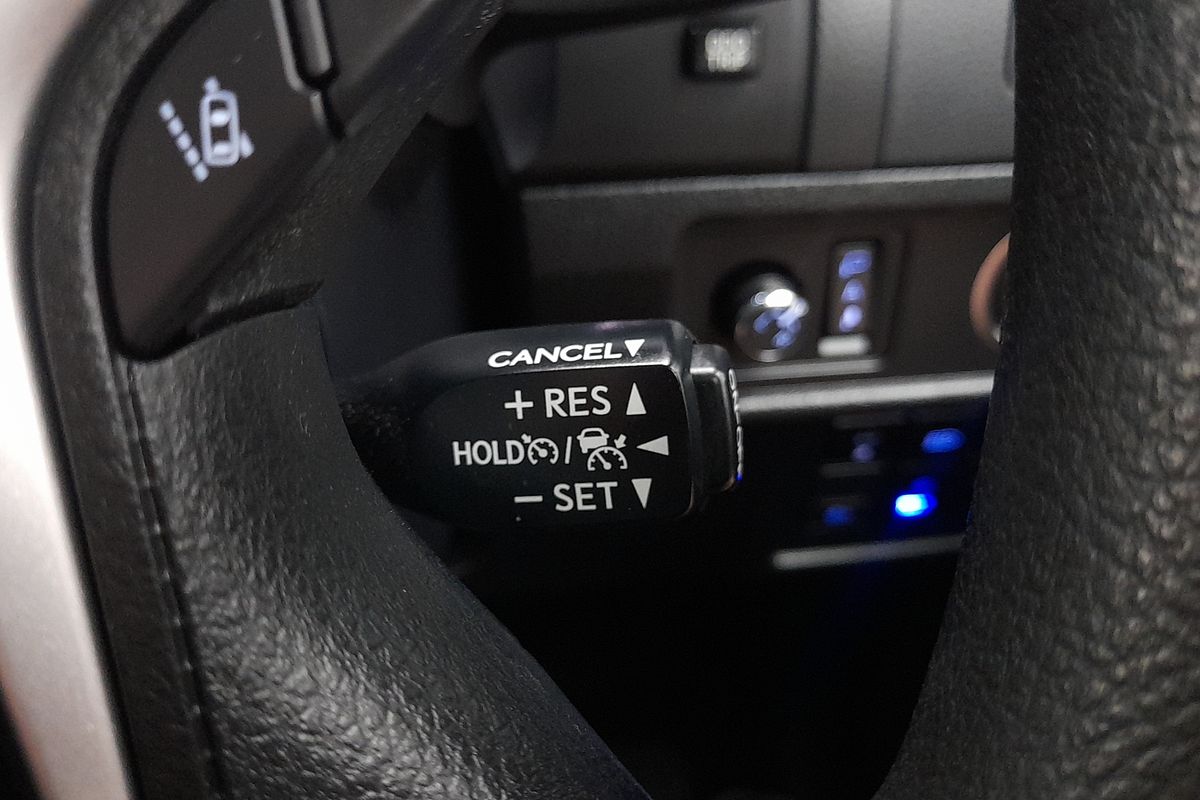 CANCEL▼
+ RES ▲
HOLD / ◀
− SET ▼